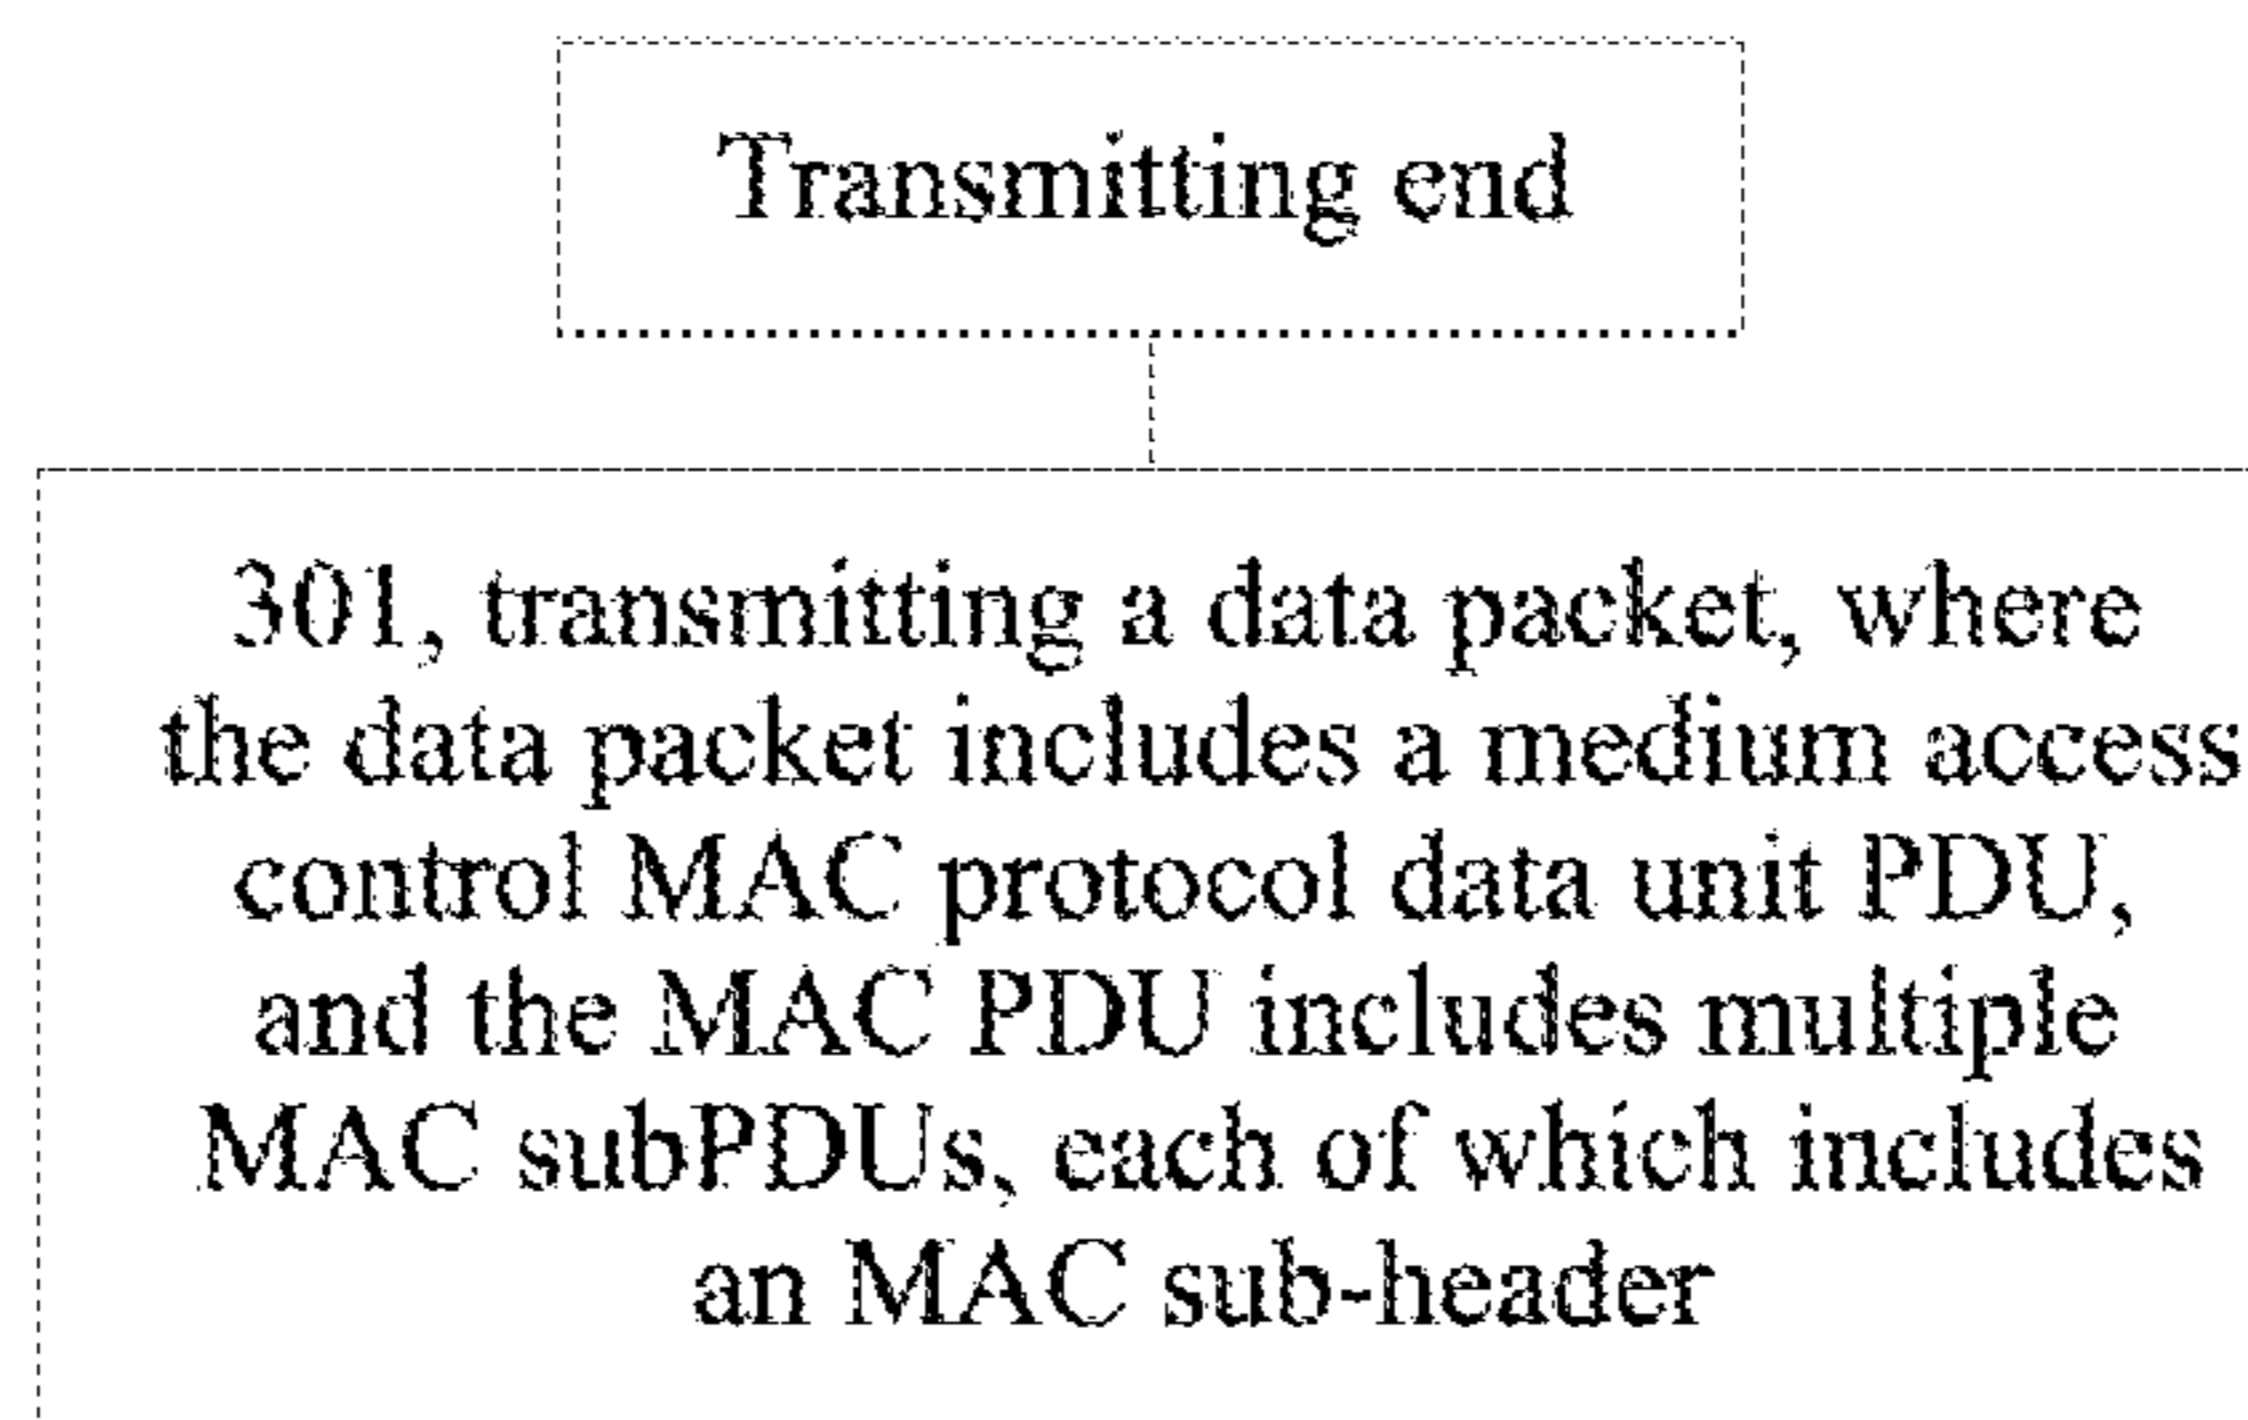 Transmitting end
301, transmitting a data packet, where
the data packet includes a medium access
control MAC protocol data unit PDU,
and the MAC PDU includes multiple
MAC subPDUs, each of which includes
an MAC sub-header